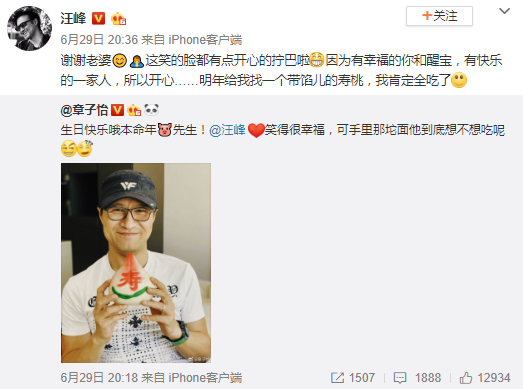 汪峰
+关注
6月29日 20:36 来自 iPhone客户端
谢谢老婆😊🤦这笑的脸都有点开心的拧巴啦😁因为有幸福的你和醒宝,有快乐
的一家人,所以开心……明年给我找一个带馅儿的寿桃,我肯定全吃了🙂
@章子怡
生日快乐哦本命年🐷先生!@汪峰❤️笑得很幸福,可手里那坨面他到底想不想吃呢
寿
6月29日 20:18 来自 iPhone客户端 1507 1888 12934